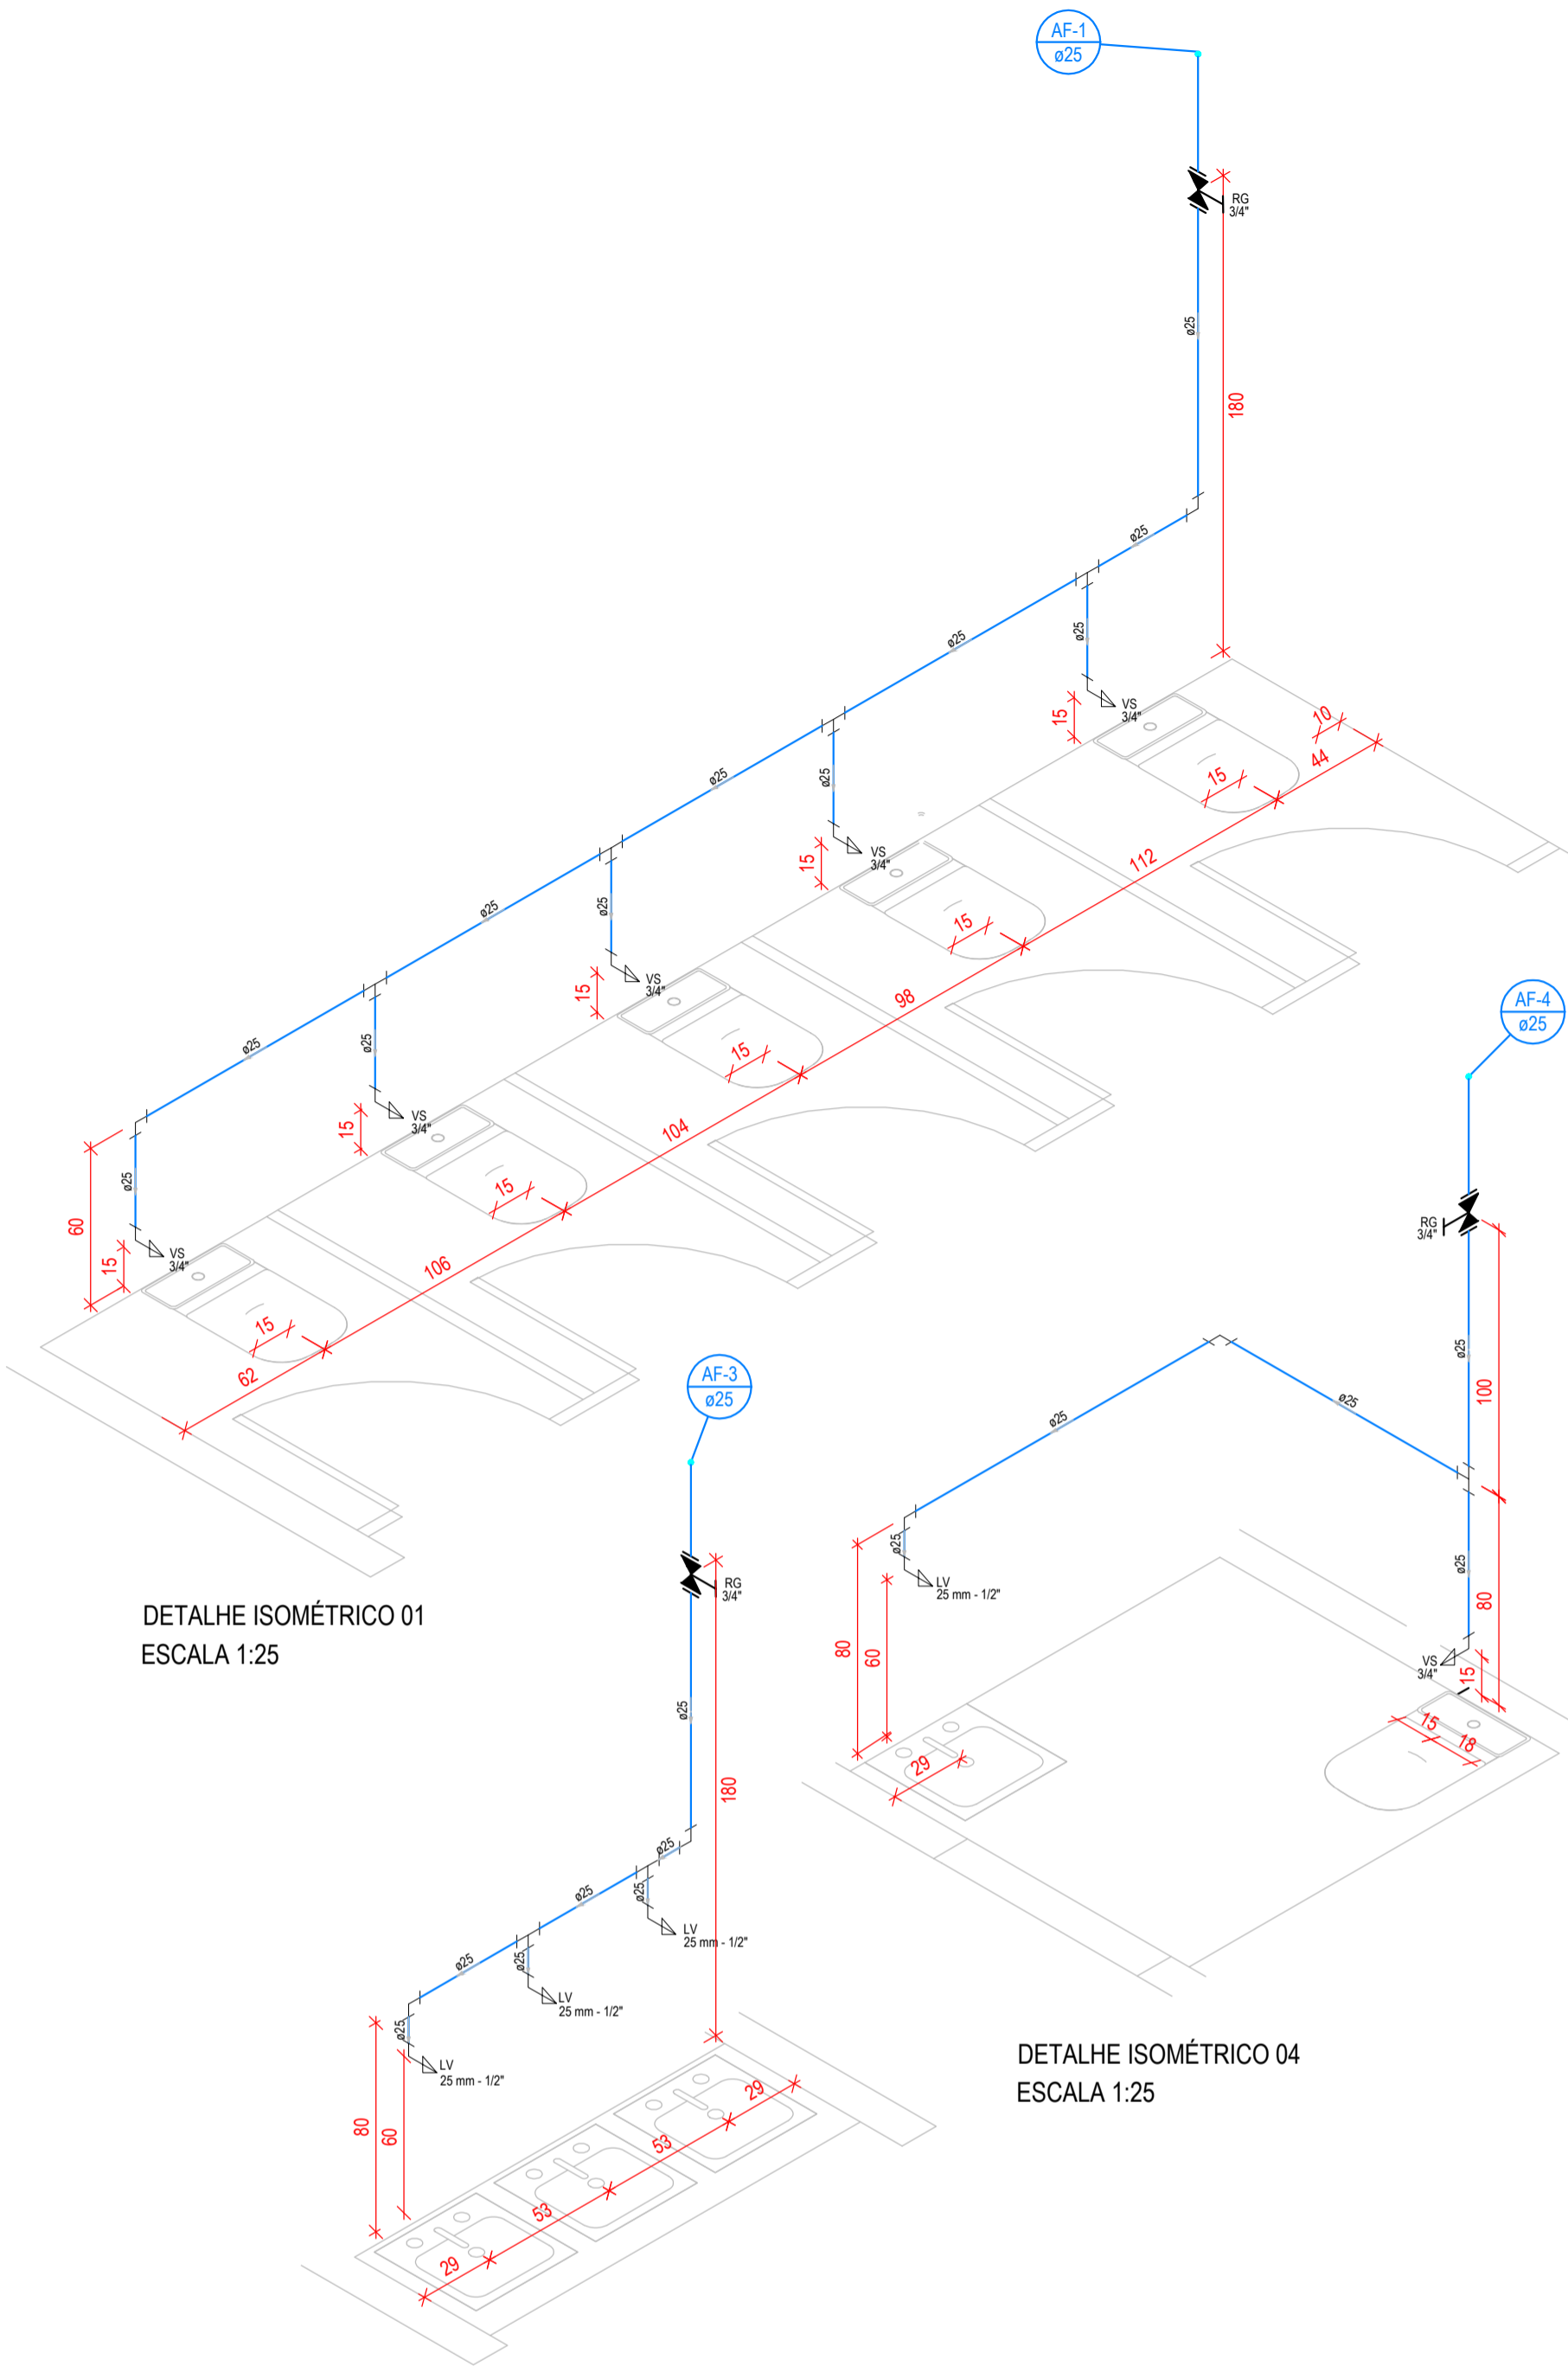 AF-1
ø25
RG
3/4"
ø25
180
ø25
ø25
ø25
VS
3/4"
15
10
44
15
ø25
ø25
VS
3/4"
15
112
15
ø25
ø25
VS
3/4"
15
98
15
AF-4
ø25
ø25
ø25
VS
3/4"
15
104
15
60
ø25
VS
3/4"
15
106
15
62
RG
3/4"
ø25
100
ø25
ø25
ø25
LV
25 mm - 1/2"
80
60
ø25
80
VS
3/4"
15
15
18
29
AF-3
ø25
RG
3/4"
DETALHE ISOMÉTRICO 01
ESCALA 1:25
ø25
180
ø25
ø25
ø25
LV
25 mm - 1/2"
ø25
ø25
LV
25 mm - 1/2"
ø25
LV
25 mm - 1/2"
80
60
29
53
53
29
DETALHE ISOMÉTRICO 04
ESCALA 1:25